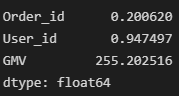 Order_id 0.200620
User_id 0.947497
GMV 255.202516
dtype: float64